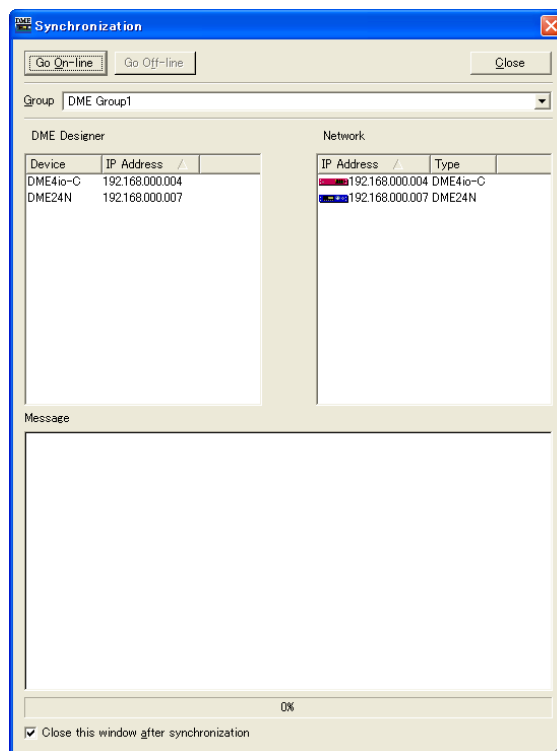 Synchronization
Go On-line Go Off-line Close
Group DME Group1
DME Designer Network
Device IP Address IP Address Type
DME4io-C 192.168.000.004 192.168.000.004 DME4io-C
DME24N 192.168.000.007 192.168.000.007 DME24N
Message
0%
Close this window after synchronization